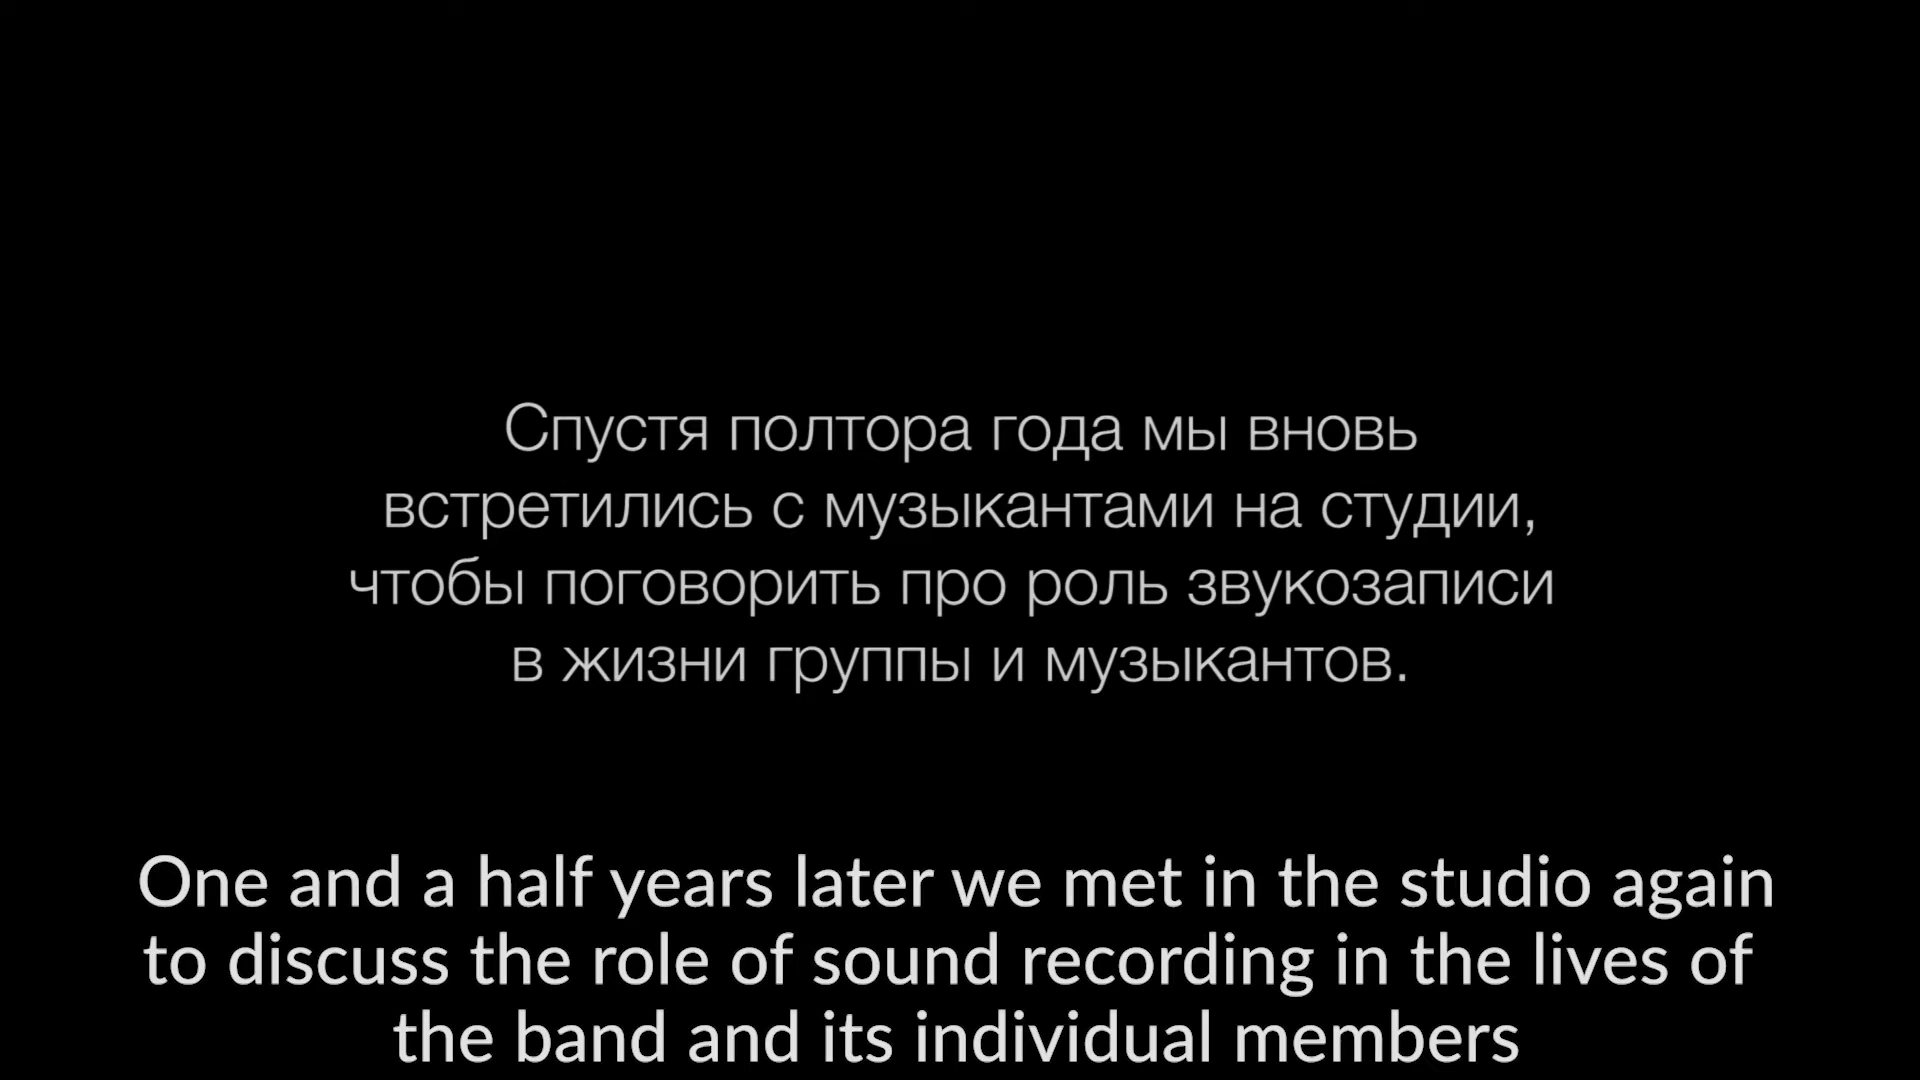 Спустя полтора года мы вновь
встретились с музыкантами на студии,
чтобы поговорить про роль звукозаписи
в жизни группы и музыкантов.
One and a half years later we met in the studio again
to discuss the role of sound recording in the lives of
the band and its individual members